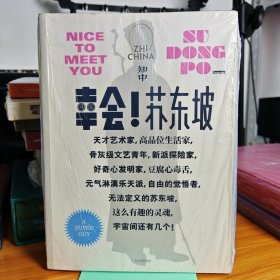 NICE
TO
MEET
YOU
ZHI
CHINA
知中
SU
DONG
PO
幸会!苏东坡
天才艺术家,高品位生活家,
骨灰级文艺青年,新派探险家,
好奇心发明家,豆腐心毒舌,
元气淋漓乐天派,自由的觉悟者,
无法定义的苏东坡,
这么有趣的灵魂,
宇宙间还有几个!
A
SUPER
GUY